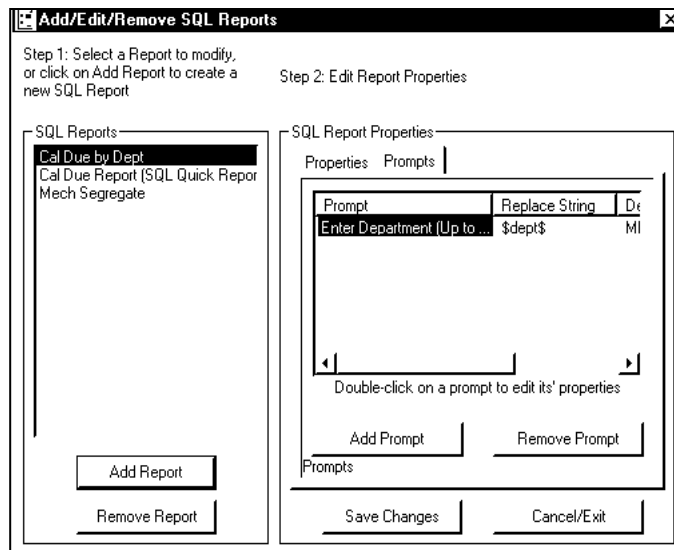 Add/Edit/Remove SQL Reports
Step 1: Select a Report to modify,
or click on Add Report to create a
new SQL Report
Step 2: Edit Report Properties
SQL Reports
Cal Due by Dept
Cal Due Report (SQL Quick Repor
Mech Segregate
Add Report
Remove Report
SQL Report Properties
Properties Prompts
Prompt Replace String De
Enter Department (Up to ... $dept$ MI
Double-click on a prompt to edit its' properties
Add Prompt Remove Prompt
Prompts
Save Changes Cancel/Exit